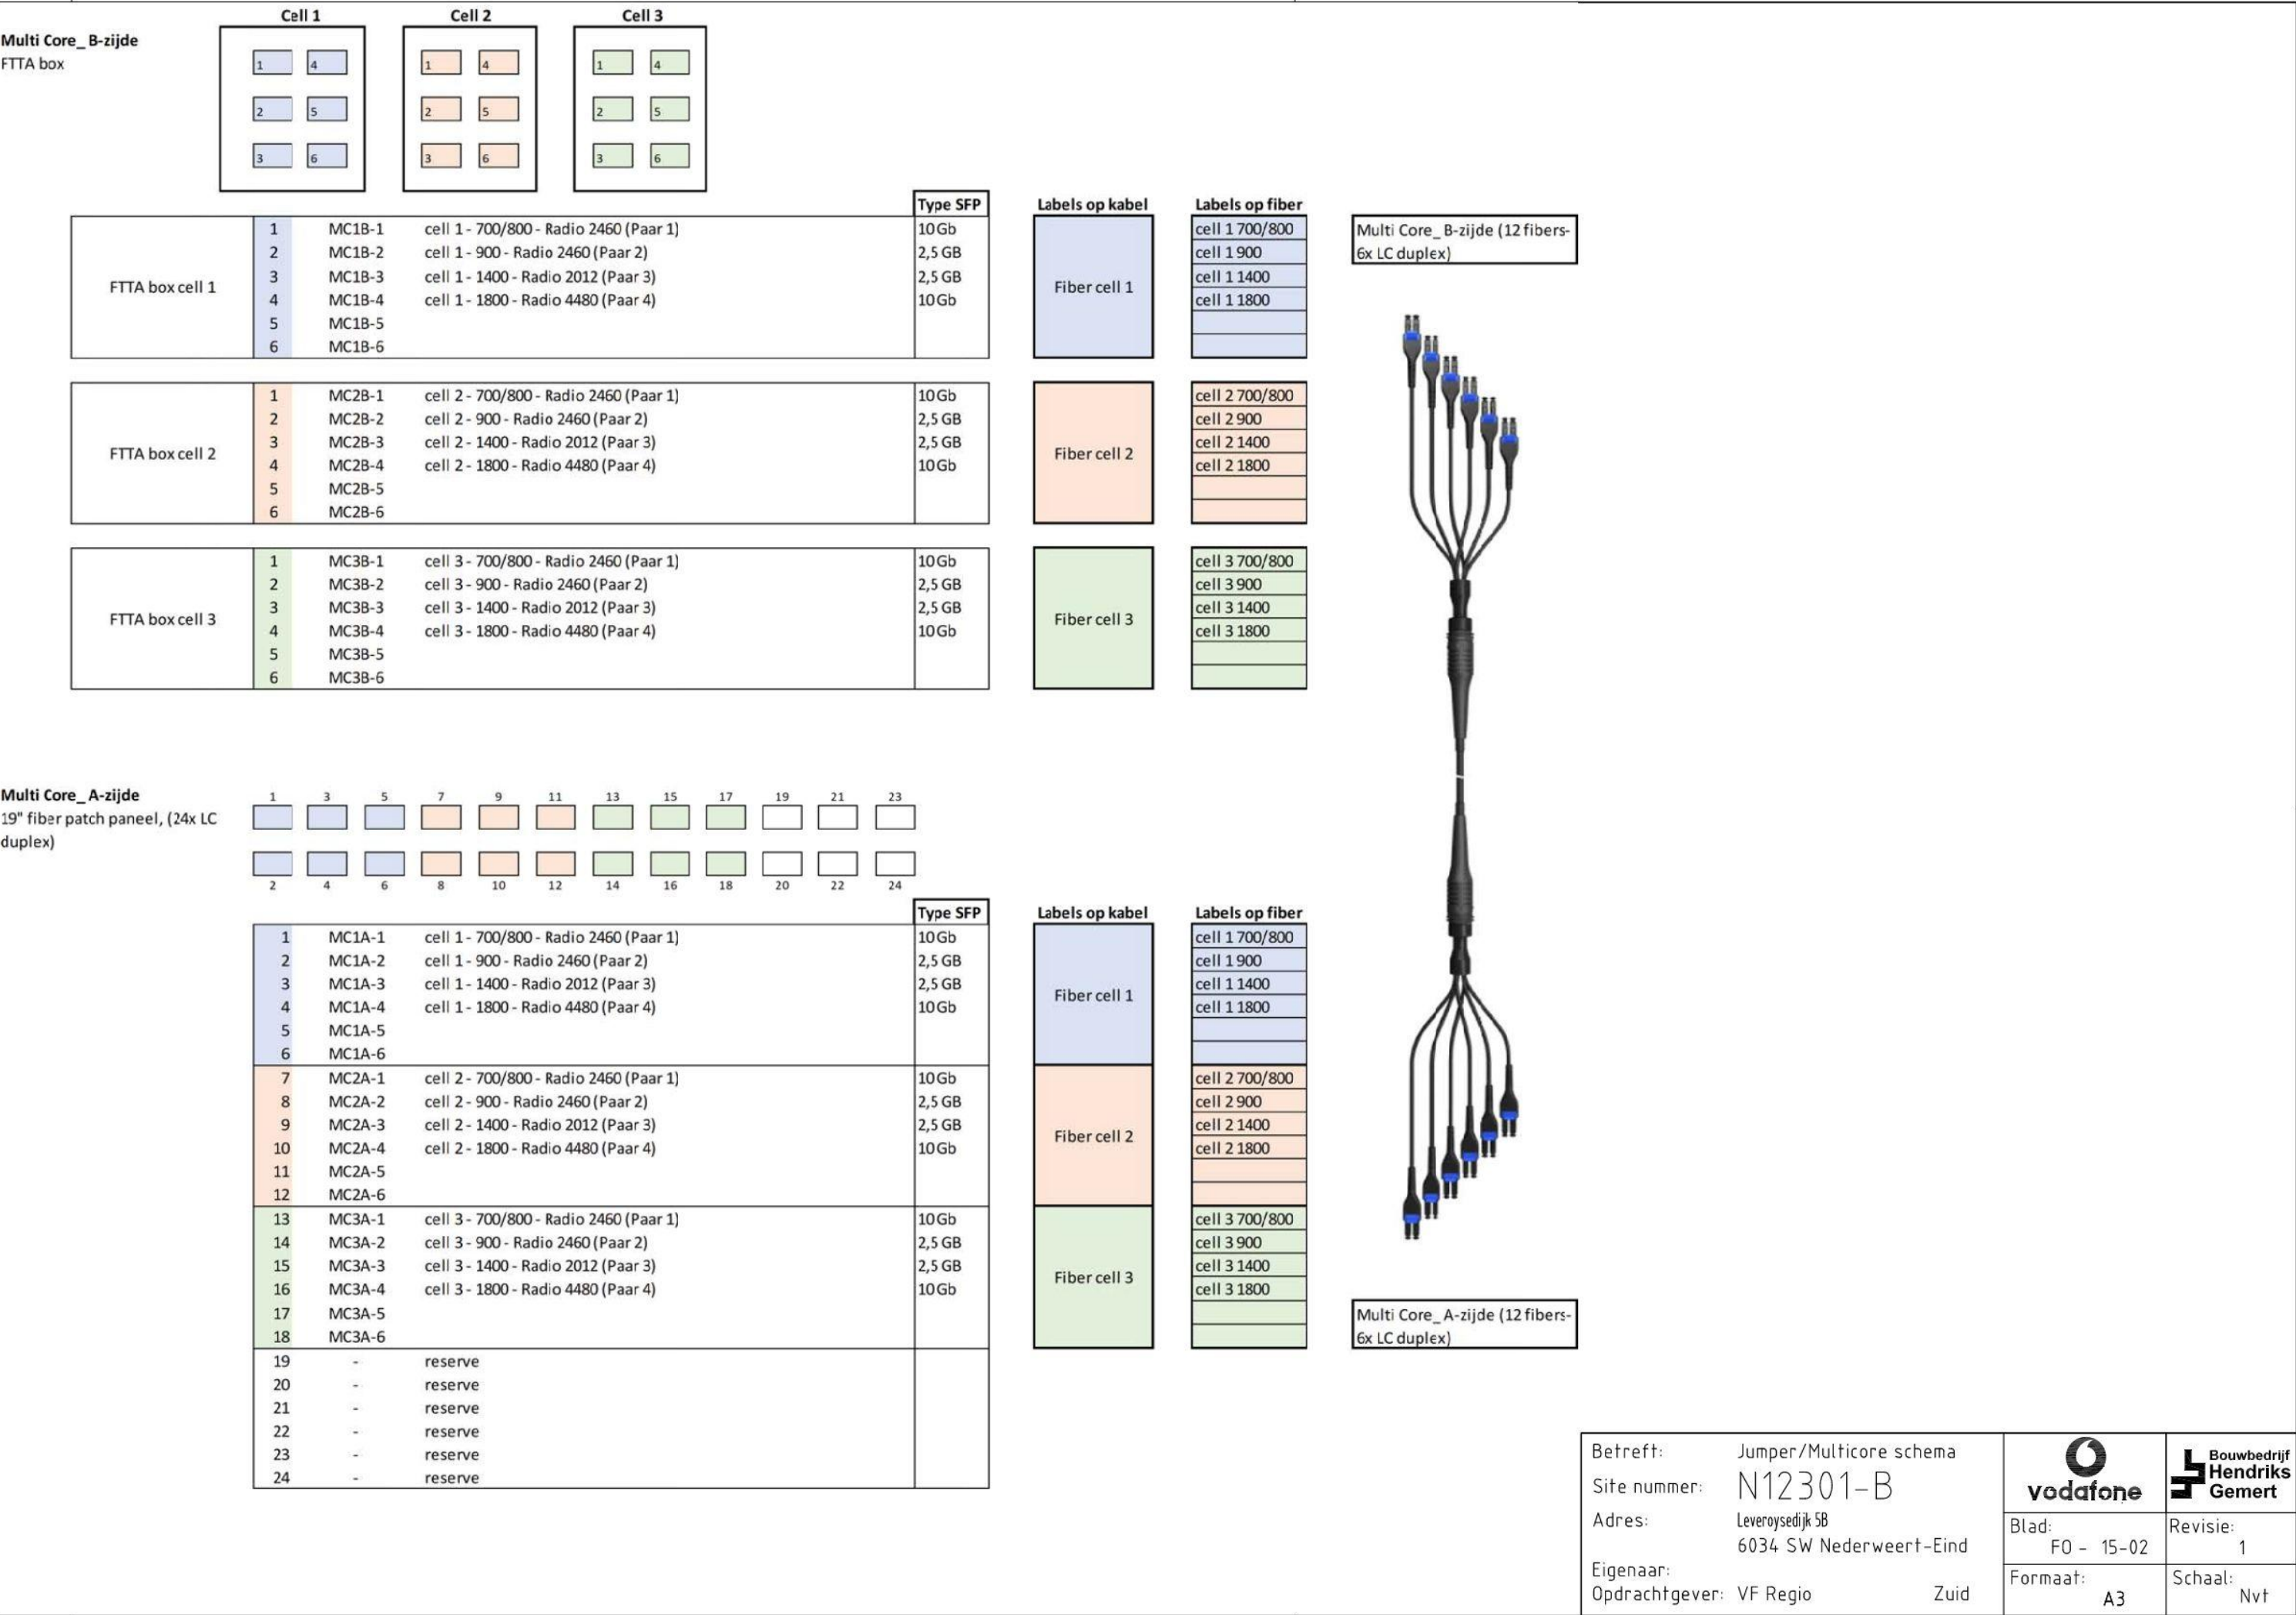 Cell 1 Cell 2 Cell 3
Multi Core_B-zijde
FTTA box
1 4 1 4 1 4
2 5 2 5 2 5
3 6 3 6 3 6
Type SFP Labels op kabel Labels op fiber
FTTA box cell 1
1 MC1B-1 cell 1 - 700/800 - Radio 2460 (Paar 1) 10Gb cell 1 700/800
2 MC1B-2 cell 1 - 900 - Radio 2460 (Paar 2) 2,5 GB cell 1 900
3 MC1B-3 cell 1 - 1400 - Radio 2012 (Paar 3) 2,5 GB cell 1 1400
4 MC1B-4 cell 1 - 1800 - Radio 4480 (Paar 4) 10Gb cell 1 1800
5 MC1B-5
6 MC1B-6
Fiber cell 1
Multi Core_B-zijde (12 fibers-
6x LC duplex)
FTTA box cell 2
1 MC2B-1 cell 2 - 700/800 - Radio 2460 (Paar 1) 10Gb cell 2 700/800
2 MC2B-2 cell 2 - 900 - Radio 2460 (Paar 2) 2,5 GB cell 2 900
3 MC2B-3 cell 2 - 1400 - Radio 2012 (Paar 3) 2,5 GB cell 2 1400
4 MC2B-4 cell 2 - 1800 - Radio 4480 (Paar 4) 10Gb cell 2 1800
5 MC2B-5
6 MC2B-6
Fiber cell 2
FTTA box cell 3
1 MC3B-1 cell 3 - 700/800 - Radio 2460 (Paar 1) 10Gb cell 3 700/800
2 MC3B-2 cell 3 - 900 - Radio 2460 (Paar 2) 2,5 GB cell 3 900
3 MC3B-3 cell 3 - 1400 - Radio 2012 (Paar 3) 2,5 GB cell 3 1400
4 MC3B-4 cell 3 - 1800 - Radio 4480 (Paar 4) 10Gb cell 3 1800
5 MC3B-5
6 MC3B-6
Fiber cell 3
Multi Core_A-zijde
19" fiber patch paneel, (24x LC
duplex)
1 3 5 7 9 11 13 15 17 19 21 23
2 4 6 8 10 12 14 16 18 20 22 24
Type SFP Labels op kabel Labels op fiber
1 MC1A-1 cell 1 - 700/800 - Radio 2460 (Paar 1) 10Gb cell 1 700/800
2 MC1A-2 cell 1 - 900 - Radio 2460 (Paar 2) 2,5 GB cell 1 900
3 MC1A-3 cell 1 - 1400 - Radio 2012 (Paar 3) 2,5 GB cell 1 1400
4 MC1A-4 cell 1 - 1800 - Radio 4480 (Paar 4) 10Gb cell 1 1800
5 MC1A-5
6 MC1A-6
Fiber cell 1
7 MC2A-1 cell 2 - 700/800 - Radio 2460 (Paar 1) 10Gb cell 2 700/800
8 MC2A-2 cell 2 - 900 - Radio 2460 (Paar 2) 2,5 GB cell 2 900
9 MC2A-3 cell 2 - 1400 - Radio 2012 (Paar 3) 2,5 GB cell 2 1400
10 MC2A-4 cell 2 - 1800 - Radio 4480 (Paar 4) 10Gb cell 2 1800
11 MC2A-5
12 MC2A-6
Fiber cell 2
13 MC3A-1 cell 3 - 700/800 - Radio 2460 (Paar 1) 10Gb cell 3 700/800
14 MC3A-2 cell 3 - 900 - Radio 2460 (Paar 2) 2,5 GB cell 3 900
15 MC3A-3 cell 3 - 1400 - Radio 2012 (Paar 3) 2,5 GB cell 3 1400
16 MC3A-4 cell 3 - 1800 - Radio 4480 (Paar 4) 10Gb cell 3 1800
17 MC3A-5
18 MC3A-6
Fiber cell 3
Multi Core_A-zijde (12 fibers-
6x LC duplex)
19 - reserve
20 - reserve
21 - reserve
22 - reserve
23 - reserve
24 - reserve
Betreft: Jumper/Multicore schema
Site nummer: N12301-B
Adres: Leveroysedijk 5B
6034 SW Nederweert-Eind
Eigenaar:
Opdrachtgever: VF Regio Zuid
vodafone
Bouwbedrijf
Hendriks
Gemert
Blad: FO - 15-02
Revisie: 1
Formaat: A3
Schaal: Nvt